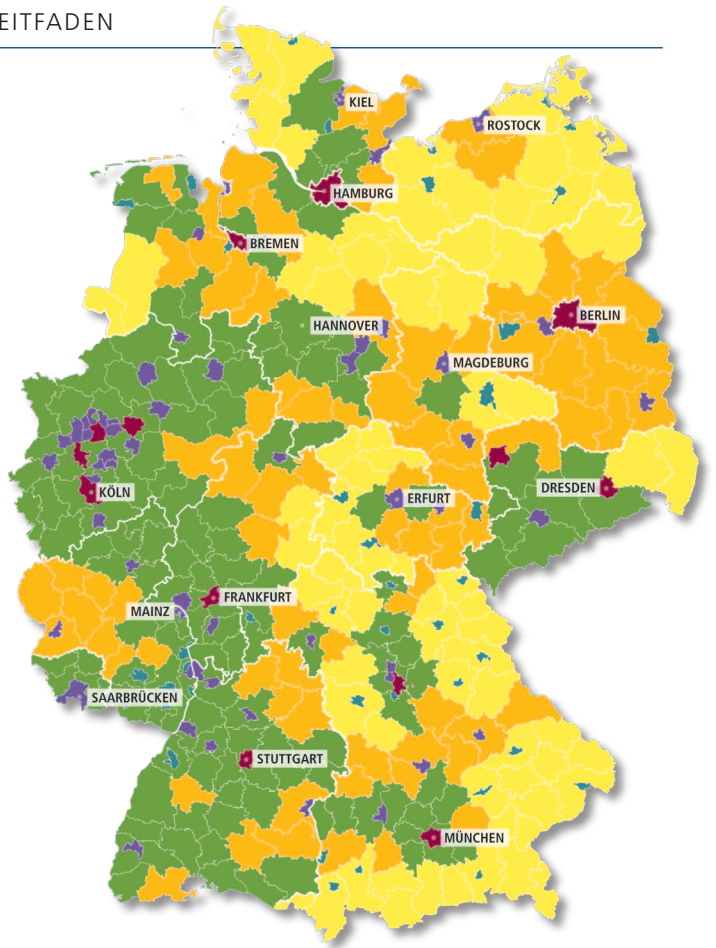 EITFADEN
KIEL
ROSTOCK
HAMBURG
BREMEN
BERLIN
HANNOVER
MAGDEBURG
KÖLN
ERFURT
DRESDEN
FRANKFURT
MAINZ
SAARBRÜCKEN
STUTTGART
MÜNCHEN